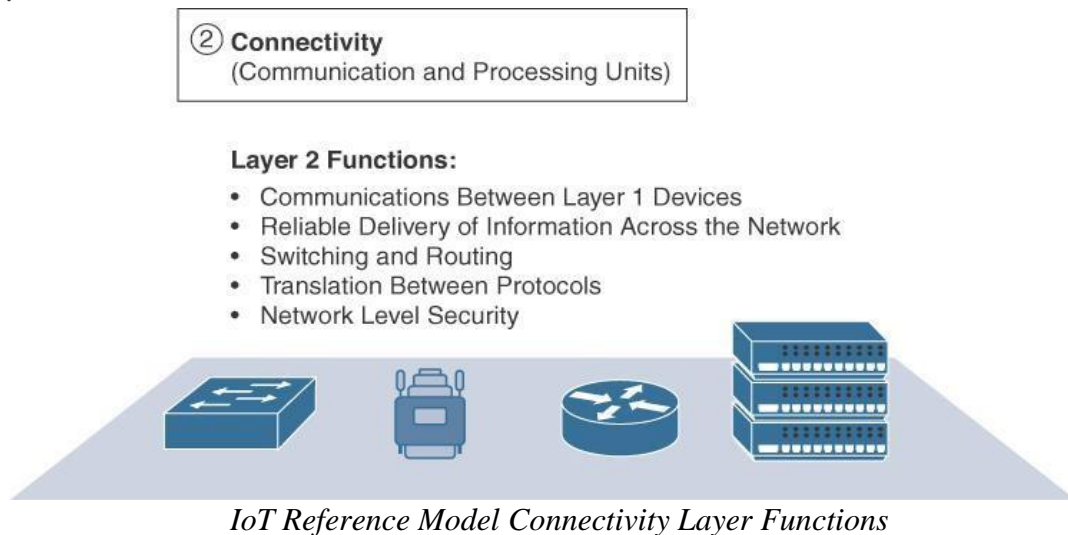 ② Connectivity
(Communication and Processing Units)
Layer 2 Functions:
• Communications Between Layer 1 Devices
• Reliable Delivery of Information Across the Network
• Switching and Routing
• Translation Between Protocols
• Network Level Security
IoT Reference Model Connectivity Layer Functions